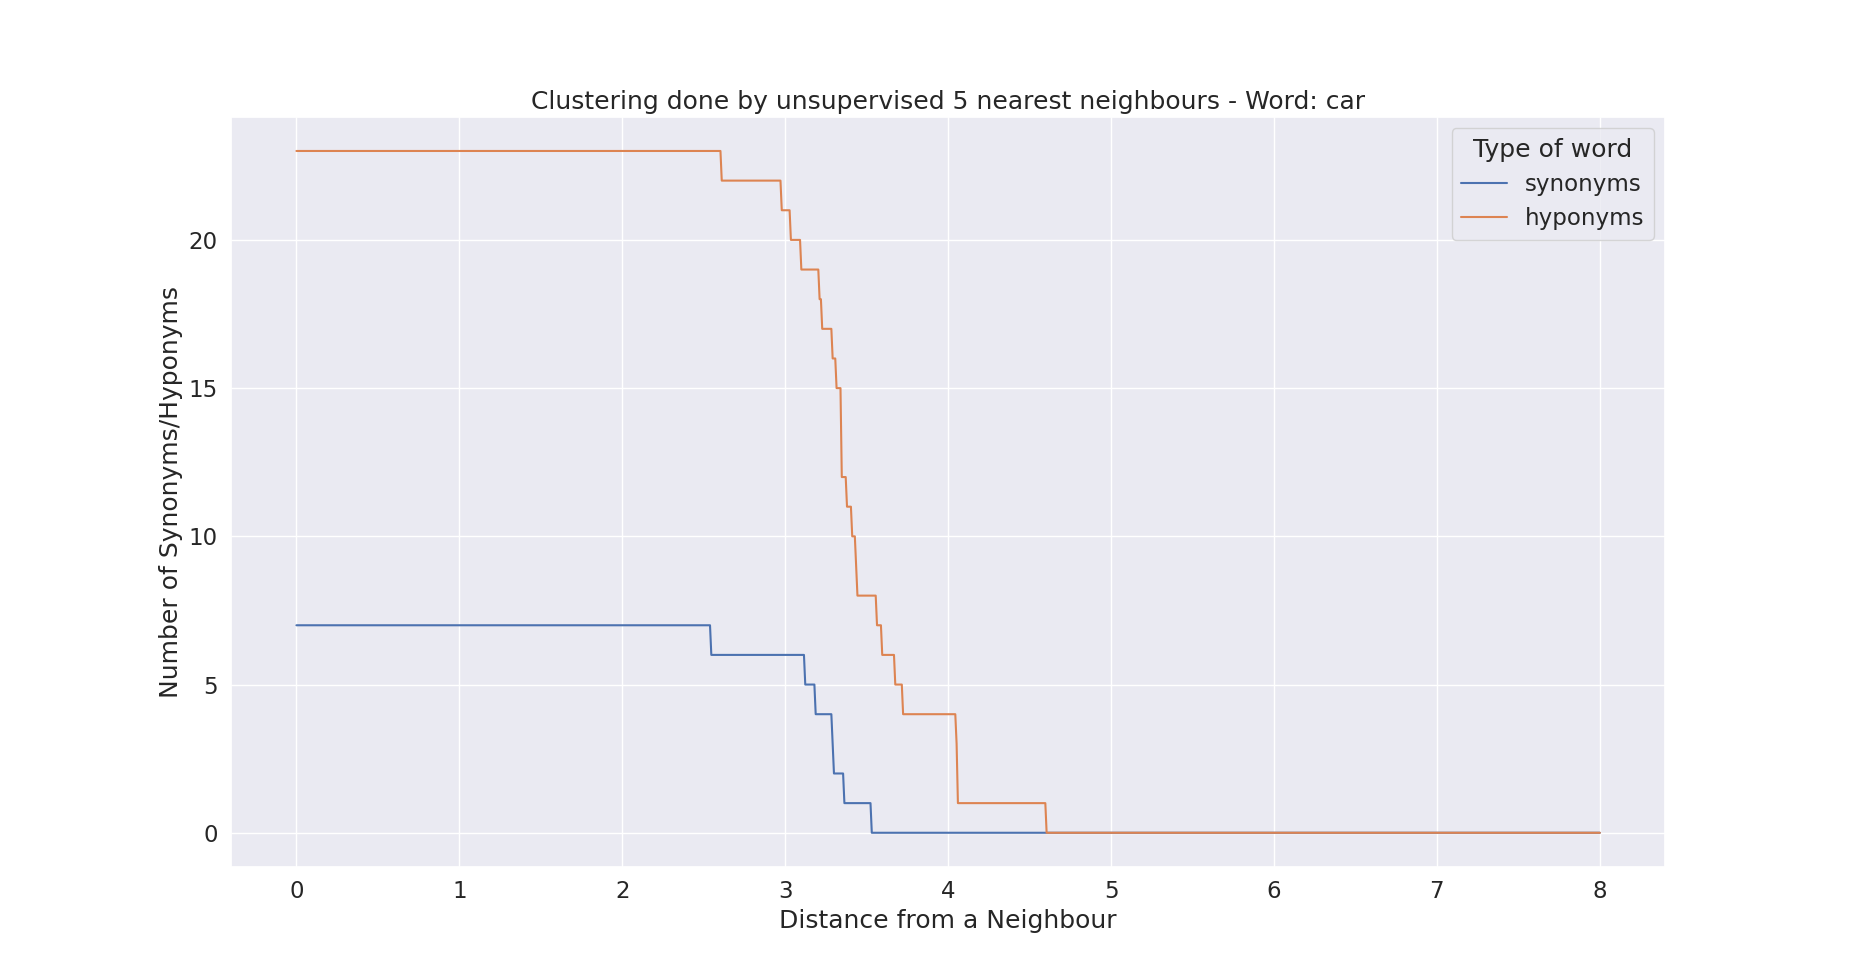 Clustering done by unsupervised 5 nearest neighbours - Word: car
Type of word
synonyms
hyponyms
Number of Synonyms/Hyponyms
20
15
10
5
0
0 1 2 3 4 5 6 7 8
Distance from a Neighbour